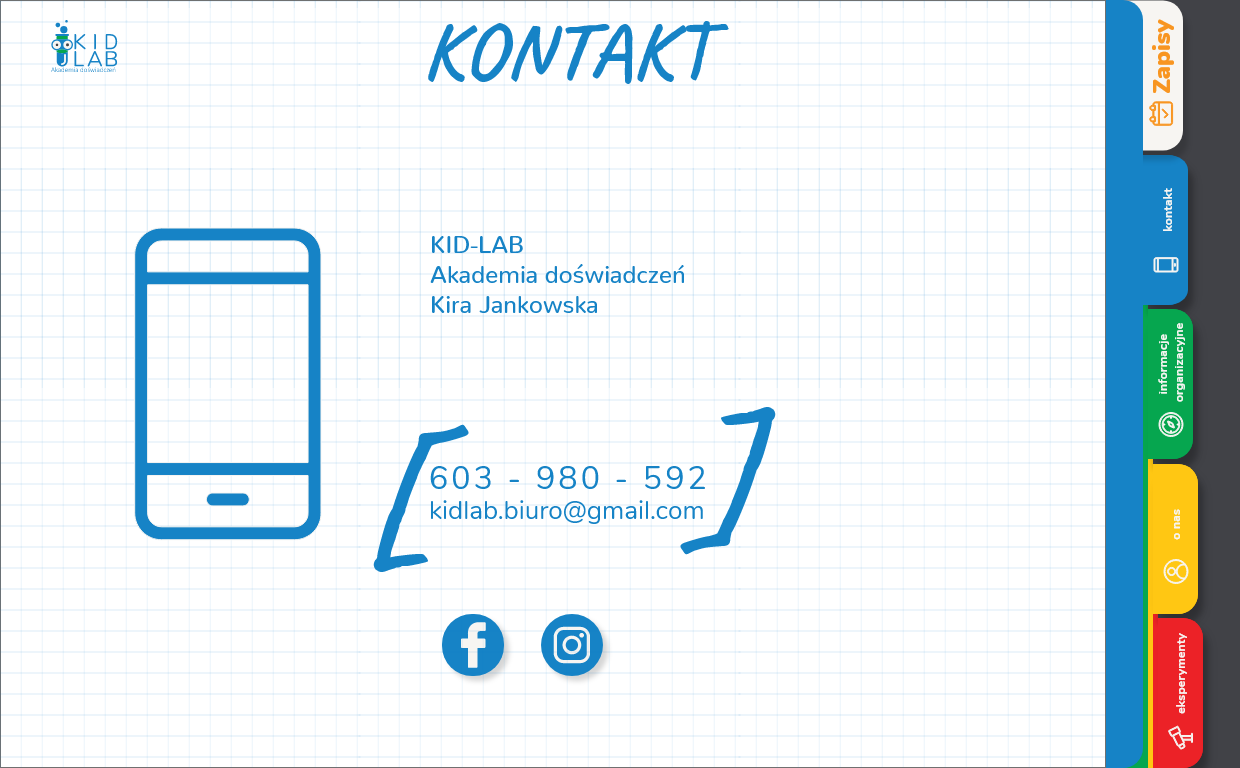 KID
LAB
Akademia doświadczeń
KONTAKT
KID-LAB
Akademia doświadczeń
Kira Jankowska
603 - 980 - 592
kidlab.biuro@gmail.com
Zapisy
kontakt
informacje
organizacyjne
o nas
eksperymenty